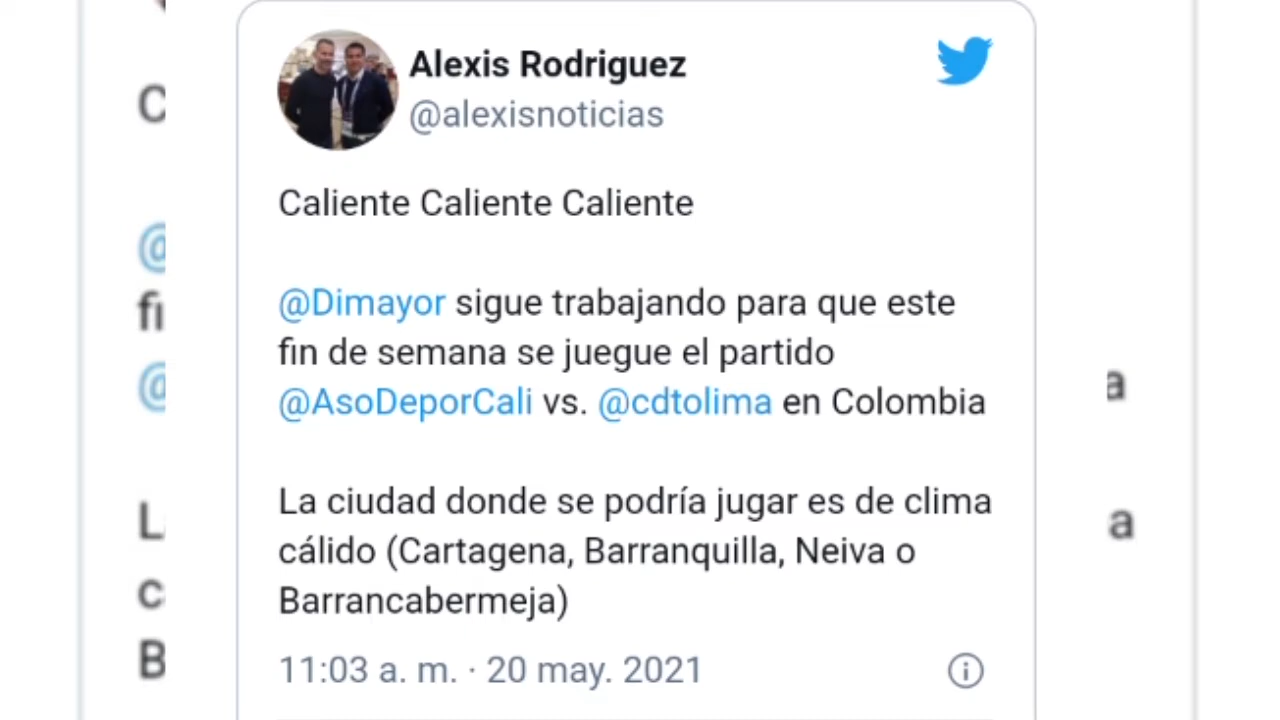 Alexis Rodriguez
@alexisnoticias
Caliente Caliente Caliente
@Dimayor sigue trabajando para que este
fin de semana se juegue el partido
@AsoDeporCali vs. @cdtolima en Colombia
La ciudad donde se podría jugar es de clima
cálido (Cartagena, Barranquilla, Neiva o
Barrancabermeja)
11:03 a. m. · 20 may. 2021